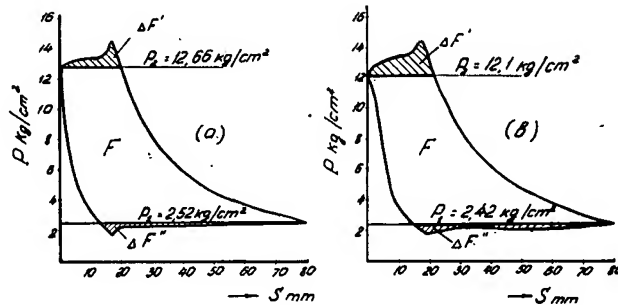 16
14
12
10
8
6
4
2
P kg/cm²
ΔF'
P₂ = 12,66 kg/cm²
(a)
F
P₁ = 2,52 kg/cm²
ΔF"
10 20 30 40 50 60 70 80
→ S mm
16
14
12
10
8
6
4
2
P kg/cm²
ΔF'
P₂ = 12,1 kg/cm²
(B)
F
P₁ = 2,42 kg/cm²
ΔF"
0 10 20 30 40 50 60 70 80
→ S mm